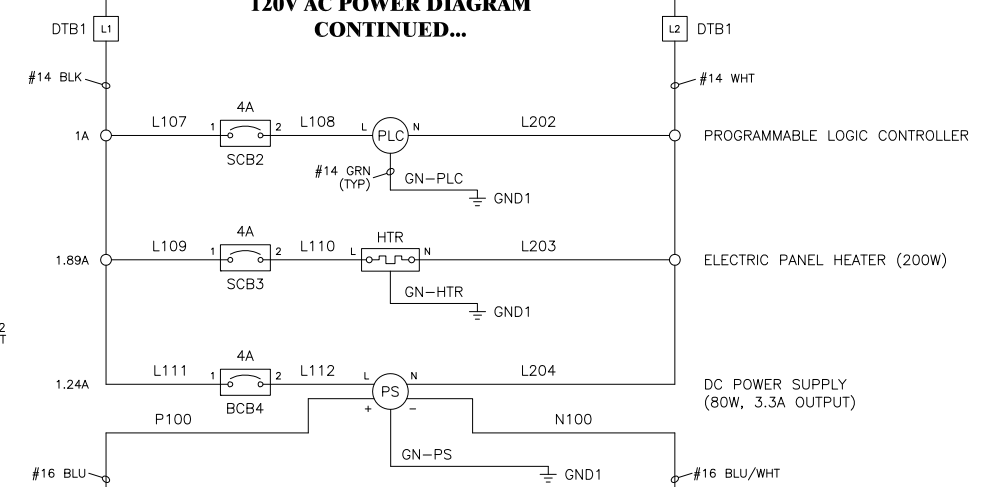 120V AC POWER DIAGRAM
CONTINUED...
DTB1 L1
L2 DTB1
#14 BLK
#14 WHT
4A
1A L107 1 2 L108 L PLC N L202 PROGRAMMABLE LOGIC CONTROLLER
SCB2
#14 GRN
(TYP)
GN-PLC
GND1
4A HTR
1.89A L109 1 2 L110 L N L203 ELECTRIC PANEL HEATER (200W)
SCB3
GN-HTR
GND1
2
T
4A
1.24A L111 1 2 L112 L PS N L204 DC POWER SUPPLY
(80W, 3.3A OUTPUT)
BCB4 + −
P100 N100
GN-PS
GND1
#16 BLU #16 BLU/WHT